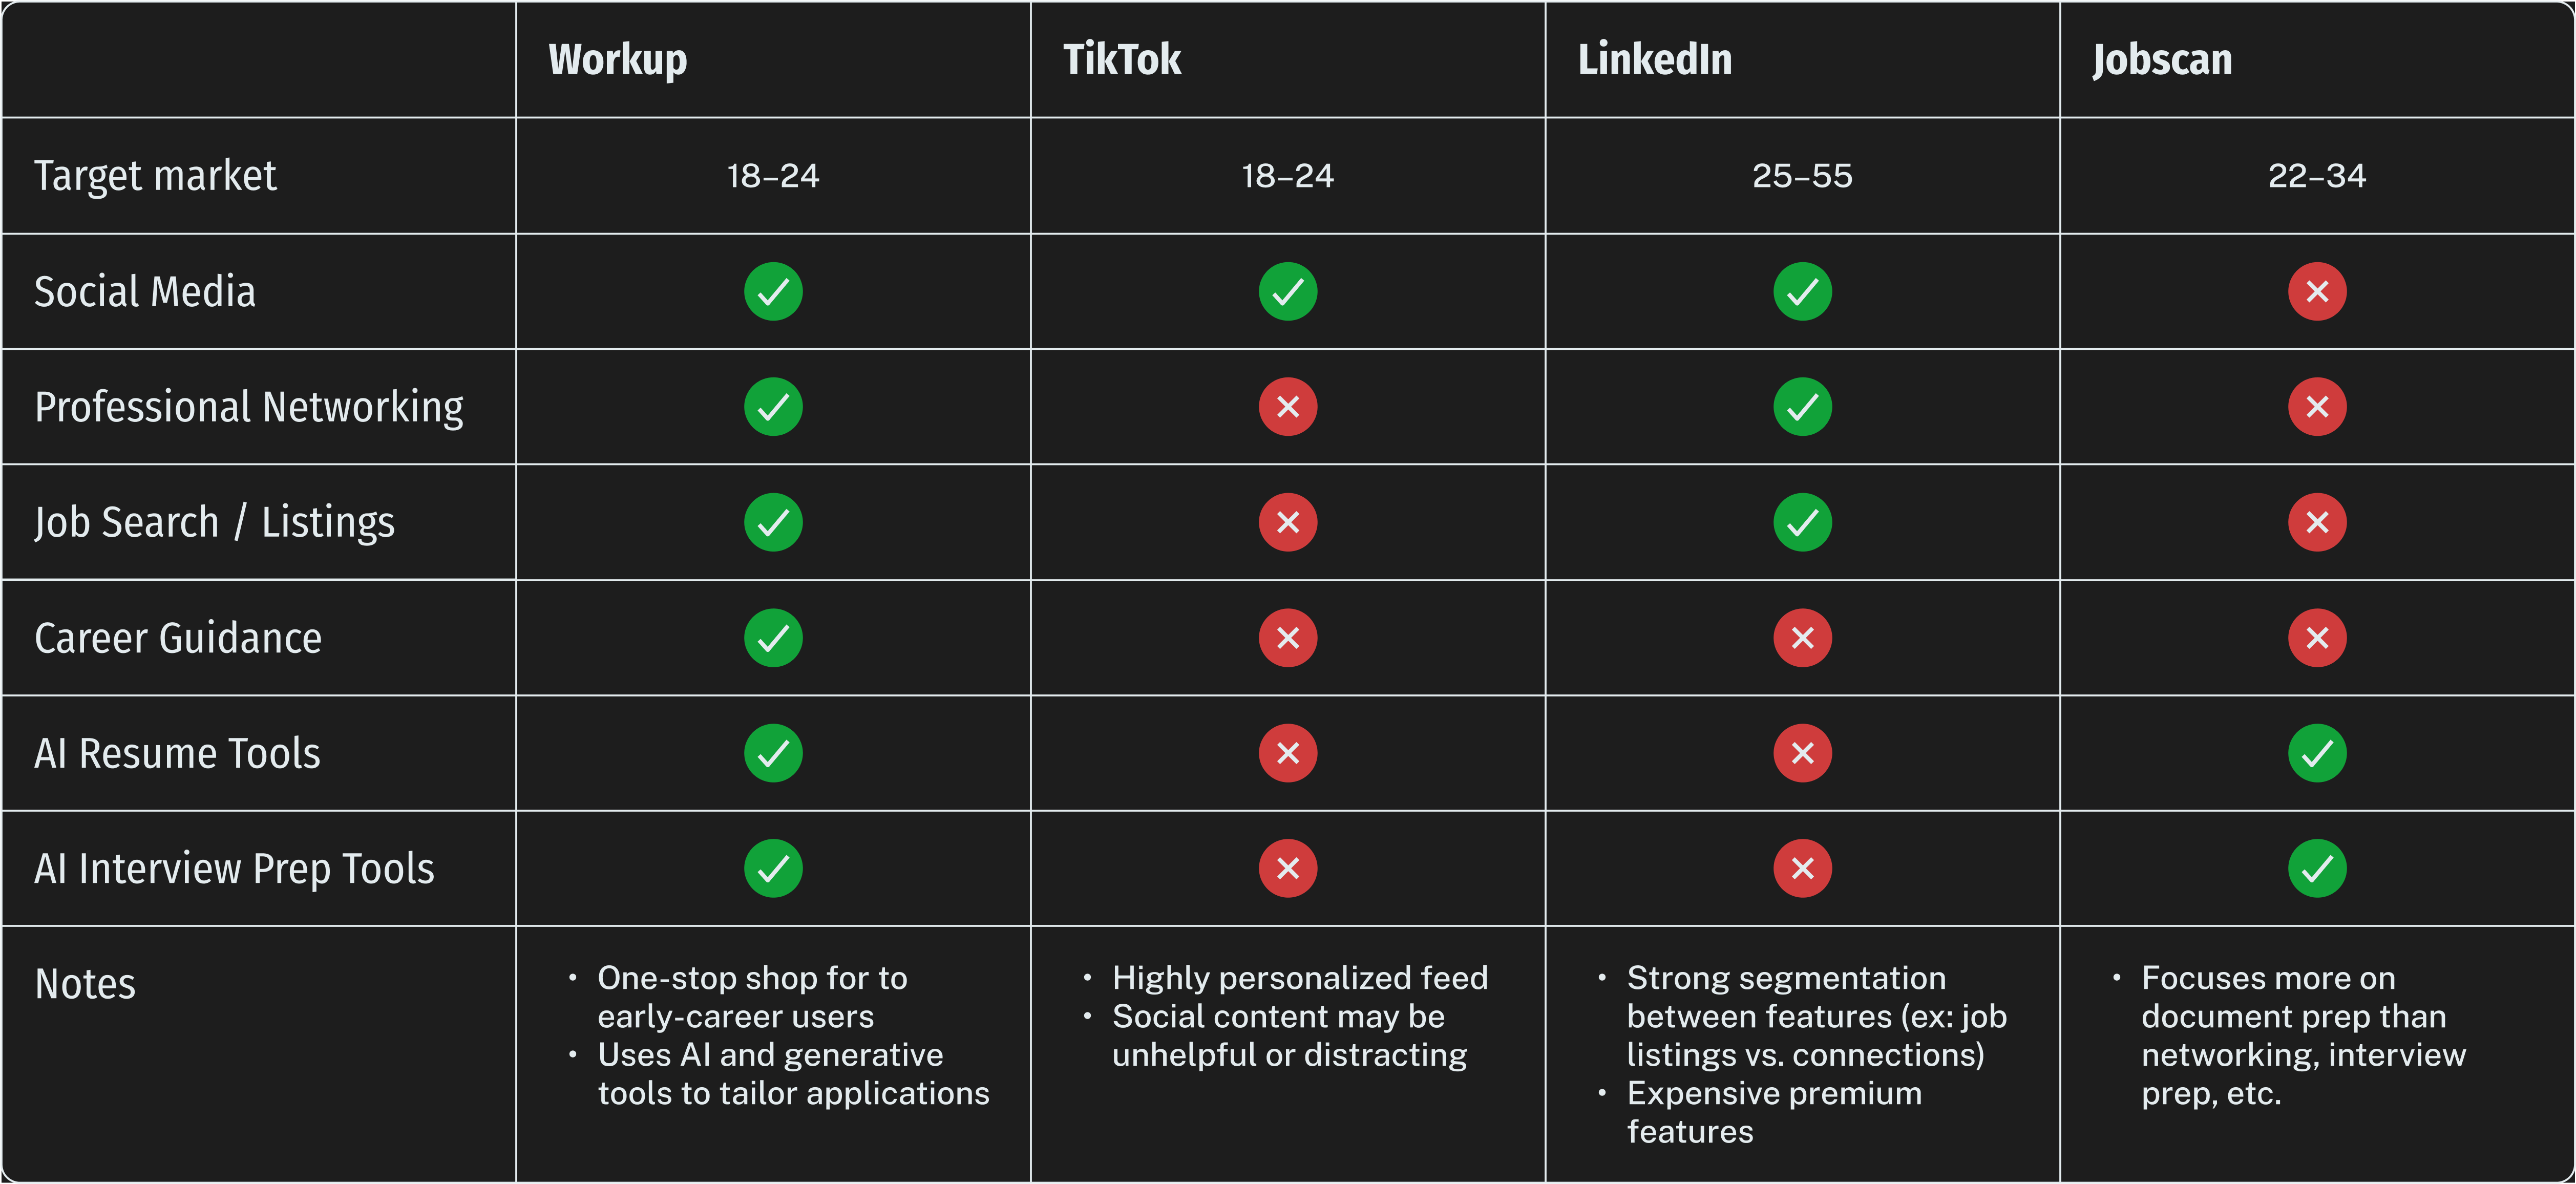 Workup
TikTok
LinkedIn
Jobscan
Target market
18–24
18–24
25–55
22–34
Social Media
Professional Networking
Job Search / Listings
Career Guidance
AI Resume Tools
AI Interview Prep Tools
Notes
• One-stop shop for to
early-career users
• Uses AI and generative
tools to tailor applications
• Highly personalized feed
• Social content may be
unhelpful or distracting
• Strong segmentation
between features (ex: job
listings vs. connections)
• Expensive premium
features
• Focuses more on
document prep than
networking, interview
prep, etc.